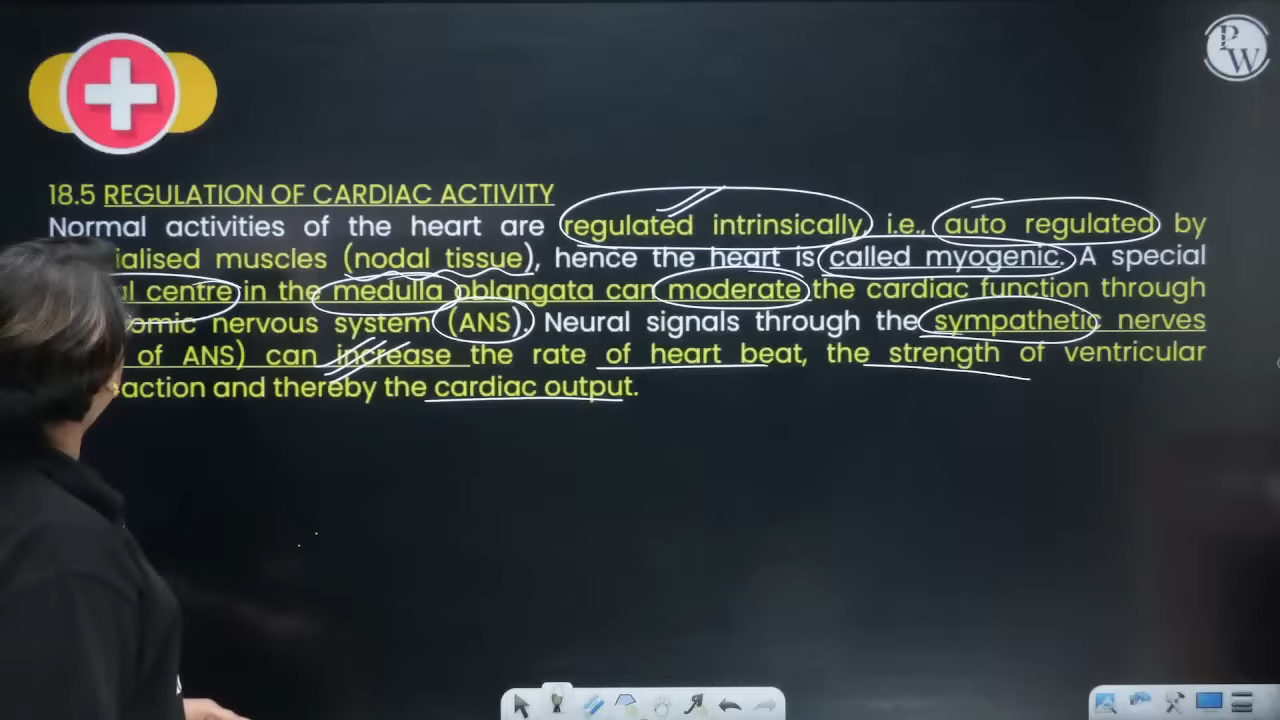 PW
18.5 REGULATION OF CARDIAC ACTIVITY
Normal activities of the heart are regulated intrinsically, i.e., auto regulated by
muscles (nodal tissue), hence the heart is called myogenic. A special
centre in the medulla oblangata can moderate the cardiac function through
nervous system (ANS). Neural signals through the sympathetic nerves
of ANS) can increase the rate of heart beat, the strength of ventricular
and thereby the cardiac output.